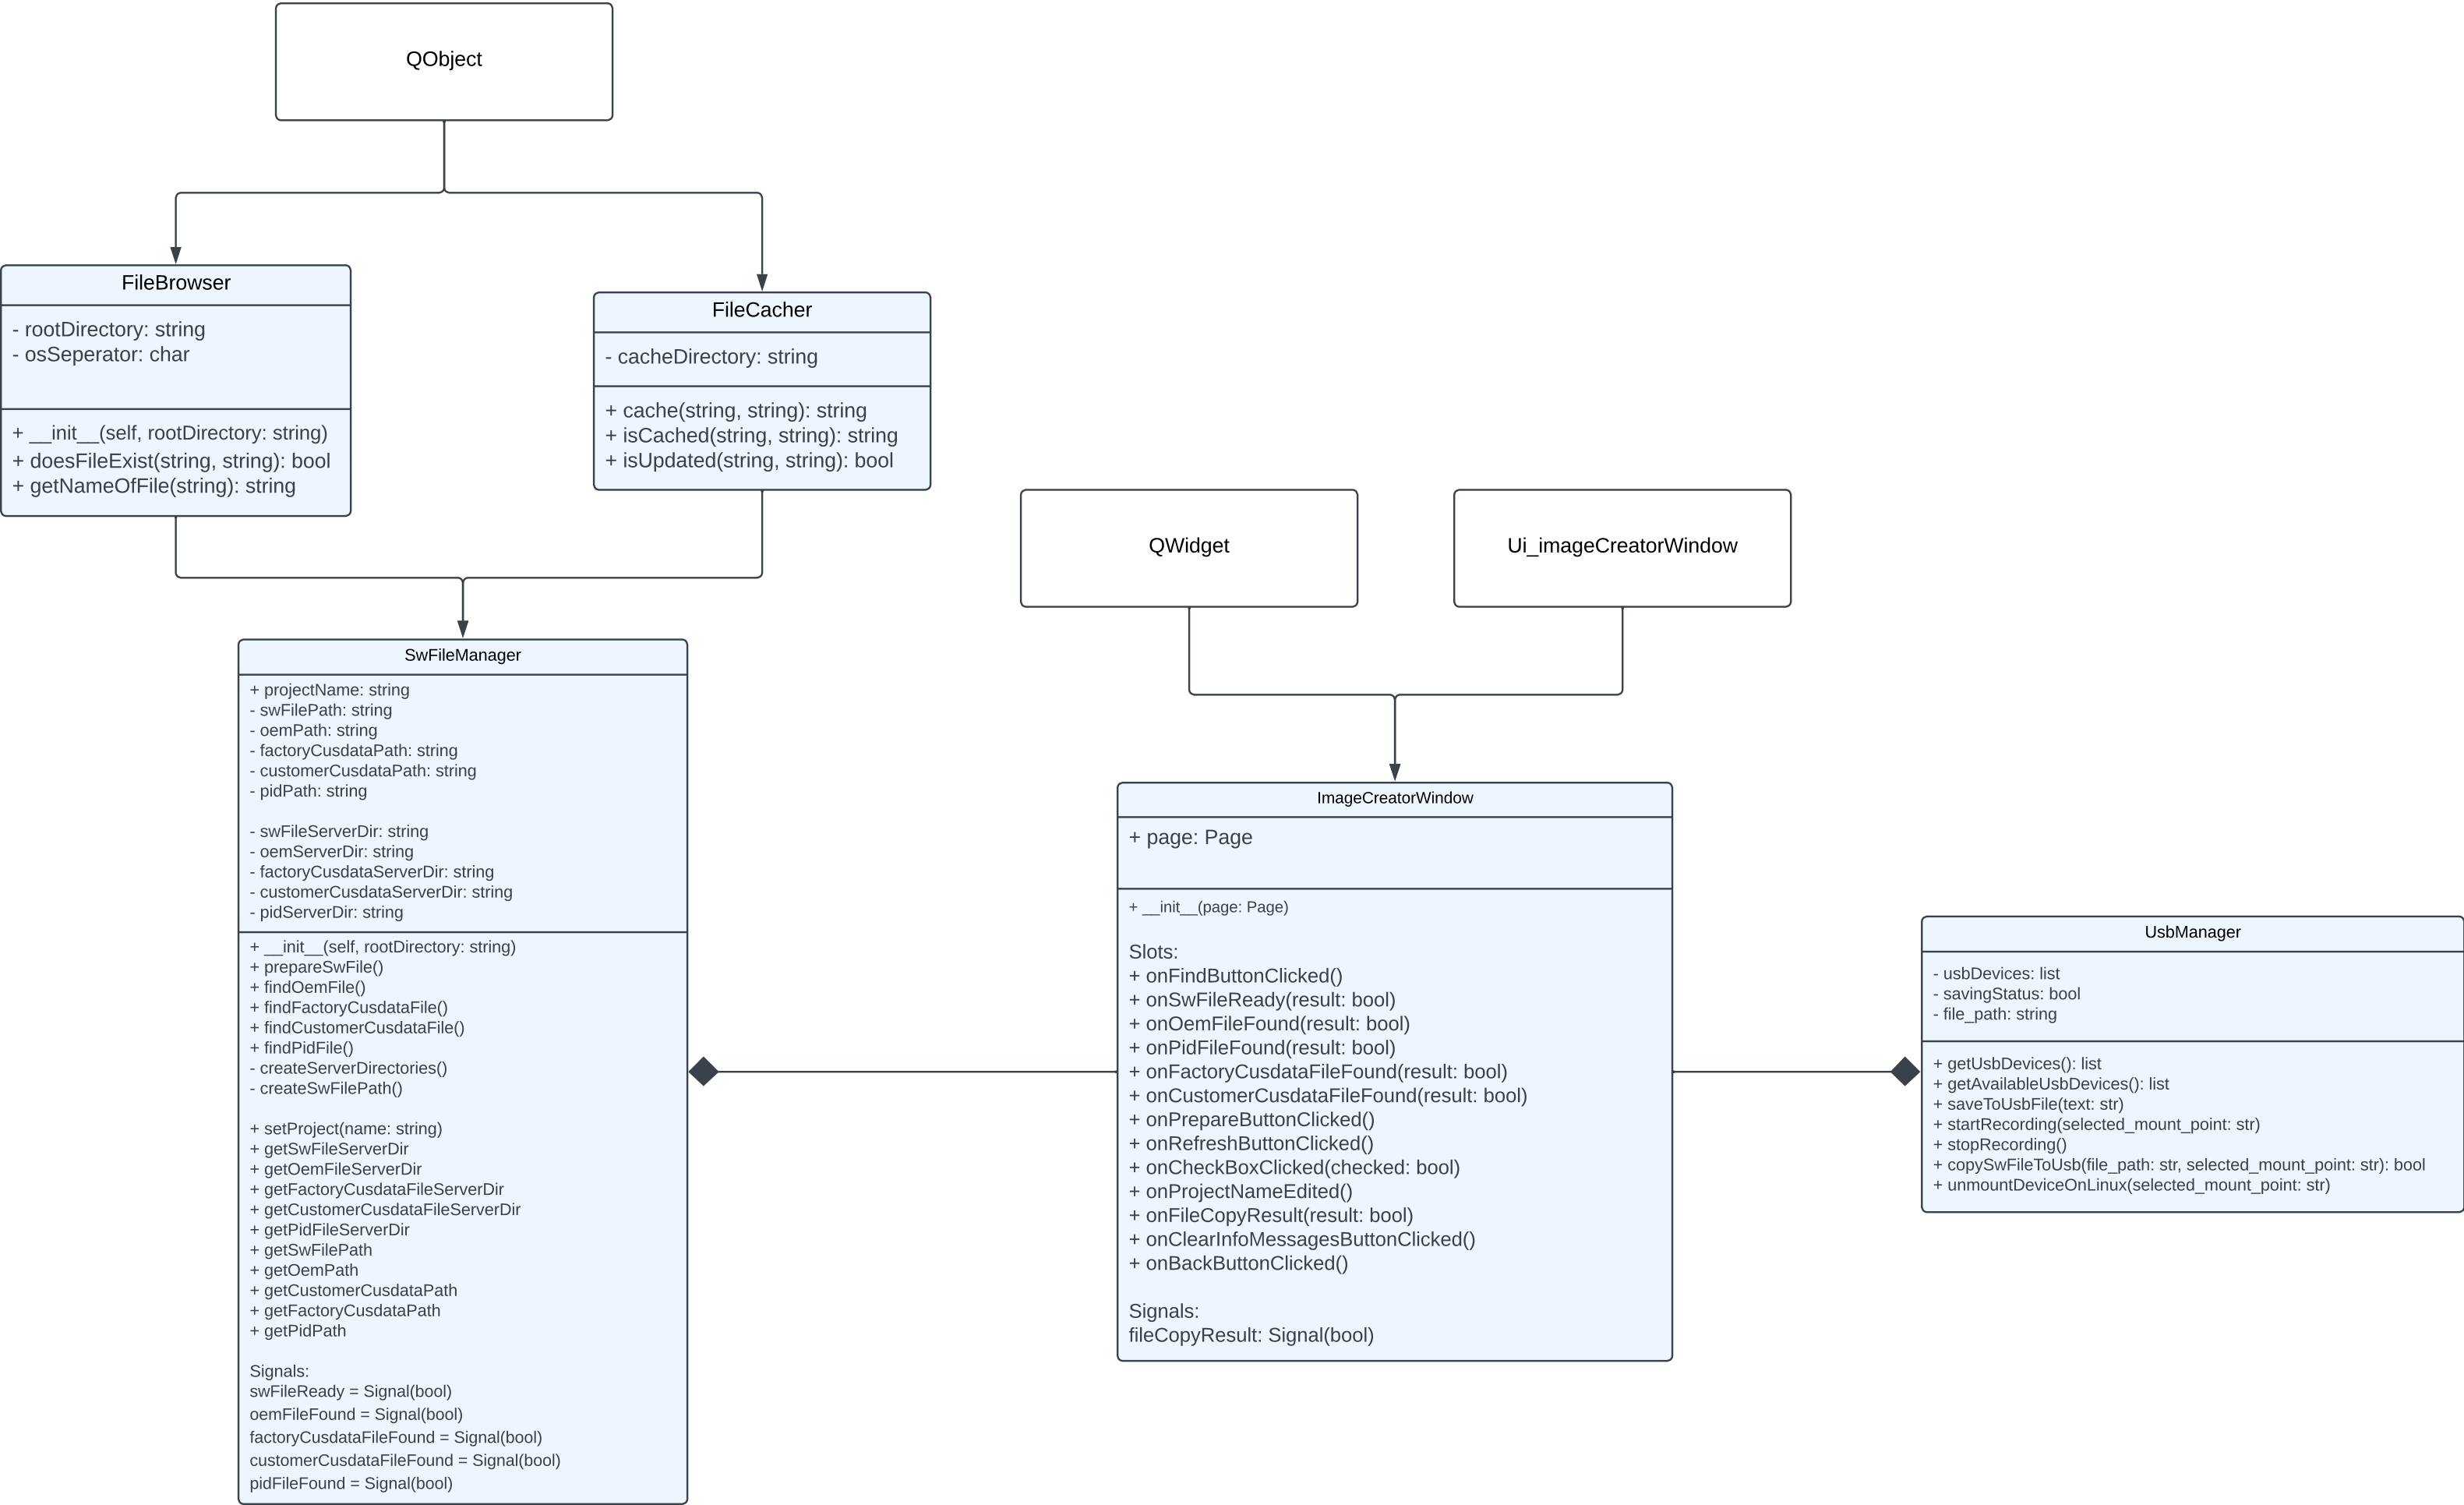 QObject
FileBrowser
- rootDirectory: string
- osSeperator: char
+ __init__(self, rootDirectory: string)
+ doesFileExist(string, string): bool
+ getNameOfFile(string): string
FileCacher
- cacheDirectory: string
+ cache(string, string): string
+ isCached(string, string): string
+ isUpdated(string, string): bool
QWidget
Ui_imageCreatorWindow
SwFileManager
+ projectName: string
- swFilePath: string
- oemPath: string
- factoryCusdataPath: string
- customerCusdataPath: string
- pidPath: string
- swFileServerDir: string
- oemServerDir: string
- factoryCusdataServerDir: string
- customerCusdataServerDir: string
- pidServerDir: string
+ __init__(self, rootDirectory: string)
+ prepareSwFile()
+ findOemFile()
+ findFactoryCusdataFile()
+ findCustomerCusdataFile()
+ findPidFile()
- createServerDirectories()
- createSwFilePath()
+ setProject(name: string)
+ getSwFileServerDir
+ getOemFileServerDir
+ getFactoryCusdataFileServerDir
+ getCustomerCusdataFileServerDir
+ getPidFileServerDir
+ getSwFilePath
+ getOemPath
+ getCustomerCusdataPath
+ getFactoryCusdataPath
+ getPidPath
Signals:
swFileReady = Signal(bool)
oemFileFound = Signal(bool)
factoryCusdataFileFound = Signal(bool)
customerCusdataFileFound = Signal(bool)
pidFileFound = Signal(bool)
ImageCreatorWindow
+ page: Page
+ __init__(page: Page)
Slots:
+ onFindButtonClicked()
+ onSwFileReady(result: bool)
+ onOemFileFound(result: bool)
+ onPidFileFound(result: bool)
+ onFactoryCusdataFileFound(result: bool)
+ onCustomerCusdataFileFound(result: bool)
+ onPrepareButtonClicked()
+ onRefreshButtonClicked()
+ onCheckBoxClicked(checked: bool)
+ onProjectNameEdited()
+ onFileCopyResult(result: bool)
+ onClearInfoMessagesButtonClicked()
+ onBackButtonClicked()
Signals:
fileCopyResult: Signal(bool)
UsbManager
- usbDevices: list
- savingStatus: bool
- file_path: string
+ getUsbDevices(): list
+ getAvailableUsbDevices(): list
+ saveToUsbFile(text: str)
+ startRecording(selected_mount_point: str)
+ stopRecording()
+ copySwFileToUsb(file_path: str, selected_mount_point: str): bool
+ unmountDeviceOnLinux(selected_mount_point: str)